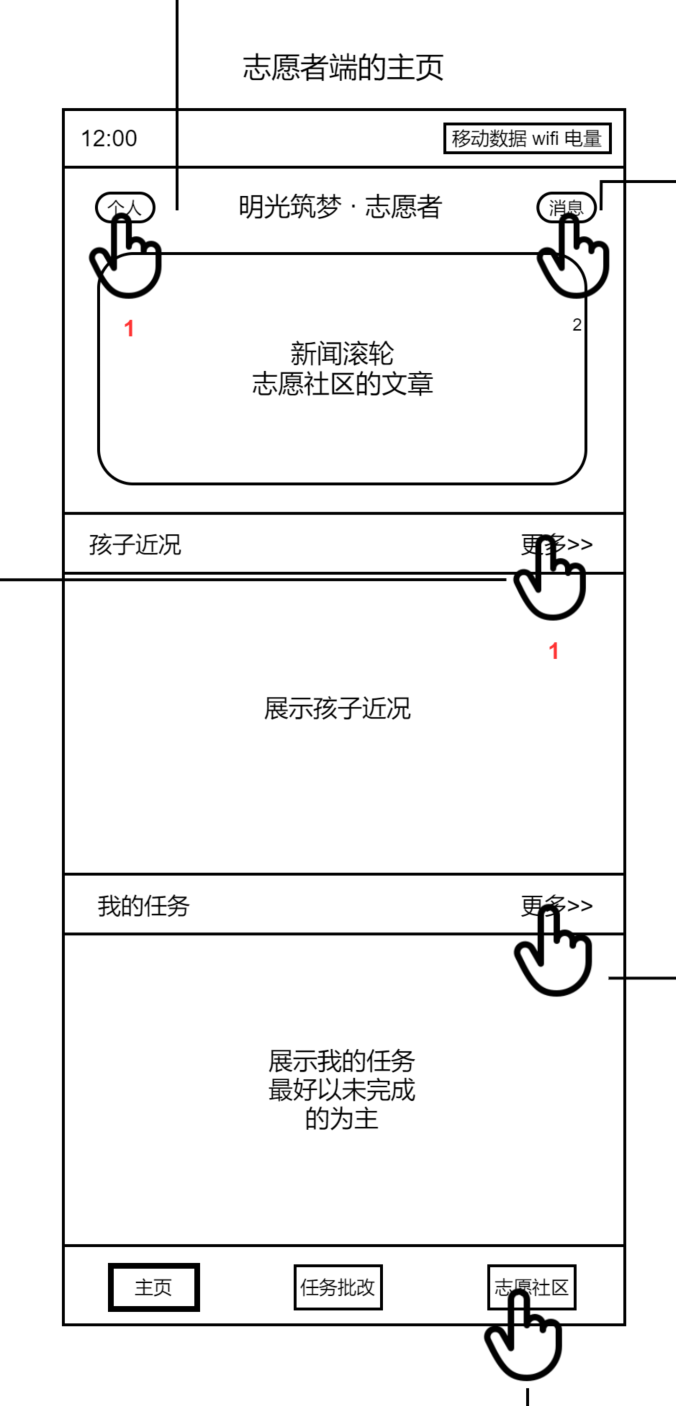 志愿者端的主页
12:00
移动数据 wifi 电量
个人
明光筑梦 · 志愿者
消息
1
2
新闻滚轮
志愿社区的文章
孩子近况
更多>>
1
展示孩子近况
我的任务
更多>>
展示我的任务
最好以未完成
的为主
主页
任务批改
志愿社区